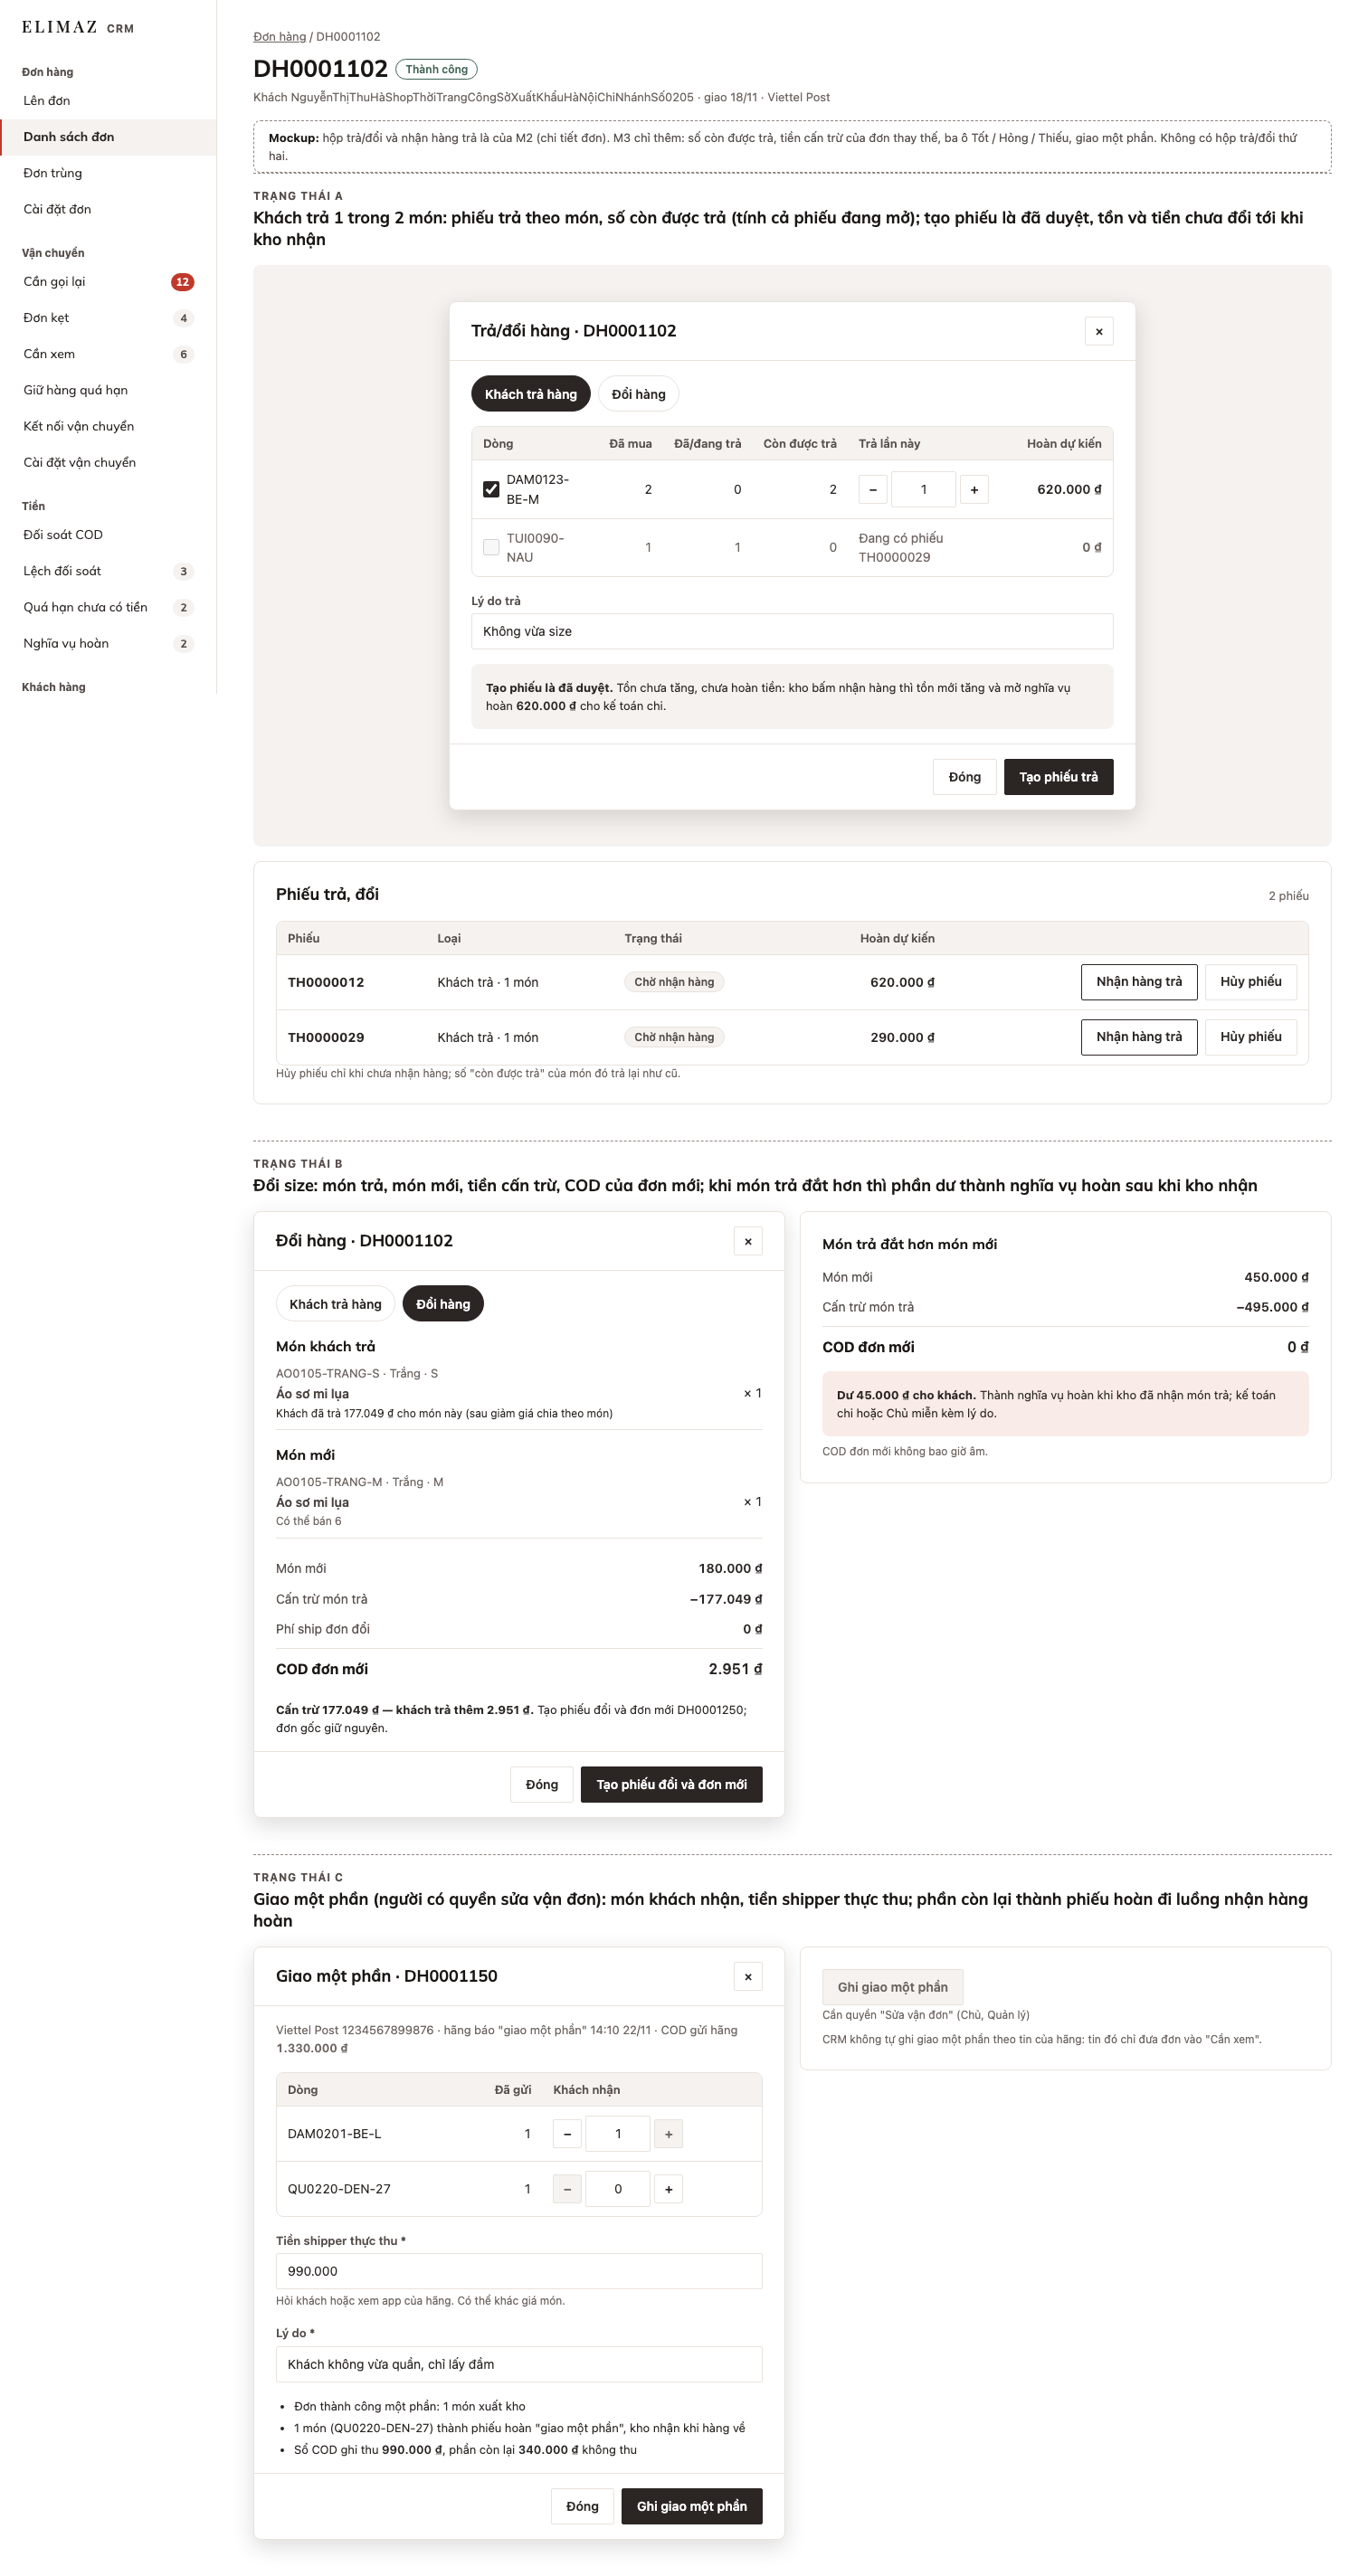 ELIMAZ CRM
Đơn hàng
Lên đơn
Danh sách đơn
Đơn trùng
Cài đặt đơn
Vận chuyển
Cần gọi lại 12
Đơn kẹt 4
Cần xem 6
Giữ hàng quá hạn
Kết nối vận chuyển
Cài đặt vận chuyển
Tiền
Đối soát COD
Lệch đối soát 3
Quá hạn chưa có tiền 2
Nghĩa vụ hoàn 2
Khách hàng
Đơn hàng / DH0001102
DH0001102 Thành công
Khách NguyễnThịThuHàShopThờiTrangCôngSởXuấtKhẩuHàNộiChiNhánhSố0205 · giao 18/11 · Viettel Post
Mockup: hộp trả/đổi và nhận hàng trả là của M2 (chi tiết đơn). M3 chỉ thêm: số còn được trả, tiền cấn trừ của đơn thay thế, ba ô Tốt / Hỏng / Thiếu, giao một phần. Không có hộp trả/đổi thứ
hai.
TRẠNG THÁI A
Khách trả 1 trong 2 món: phiếu trả theo món, số còn được trả (tính cả phiếu đang mở); tạo phiếu là đã duyệt, tồn và tiền chưa đổi tới khi
kho nhận
Trả/đổi hàng · DH0001102 ×
Khách trả hàng Đổi hàng
Dòng Đã mua Đã/đang trả Còn được trả Trả lần này Hoàn dự kiến
DAM0123-
BE-M 2 0 2 − 1 + 620.000 ₫
TUI0090-
NAU 1 1 0 Đang có phiếu
TH0000029 0 ₫
Lý do trả
Không vừa size
Tạo phiếu là đã duyệt. Tồn chưa tăng, chưa hoàn tiền: kho bấm nhận hàng thì tồn mới tăng và mở nghĩa vụ
hoàn 620.000 ₫ cho kế toán chi.
Đóng Tạo phiếu trả
Phiếu trả, đổi 2 phiếu
Phiếu Loại Trạng thái Hoàn dự kiến
TH0000012 Khách trả · 1 món Chờ nhận hàng 620.000 ₫ Nhận hàng trả Hủy phiếu
TH0000029 Khách trả · 1 món Chờ nhận hàng 290.000 ₫ Nhận hàng trả Hủy phiếu
Hủy phiếu chỉ khi chưa nhận hàng; số "còn được trả" của món đó trả lại như cũ.
TRẠNG THÁI B
Đổi size: món trả, món mới, tiền cấn trừ, COD của đơn mới; khi món trả đắt hơn thì phần dư thành nghĩa vụ hoàn sau khi kho nhận
Đổi hàng · DH0001102 ×
Khách trả hàng Đổi hàng
Món khách trả
AO0105-TRANG-S · Trắng · S
Áo sơ mi lụa × 1
Khách đã trả 177.049 ₫ cho món này (sau giảm giá chia theo món)
Món mới
AO0105-TRANG-M · Trắng · M
Áo sơ mi lụa × 1
Có thể bán 6
Món mới 180.000 ₫
Cấn trừ món trả −177.049 ₫
Phí ship đơn đổi 0 ₫
COD đơn mới 2.951 ₫
Cấn trừ 177.049 ₫ — khách trả thêm 2.951 ₫. Tạo phiếu đổi và đơn mới DH0001250;
đơn gốc giữ nguyên.
Đóng Tạo phiếu đổi và đơn mới
Món trả đắt hơn món mới
Món mới 450.000 ₫
Cấn trừ món trả −495.000 ₫
COD đơn mới 0 ₫
Dư 45.000 ₫ cho khách. Thành nghĩa vụ hoàn khi kho đã nhận món trả; kế toán
chi hoặc Chủ miễn kèm lý do.
COD đơn mới không bao giờ âm.
TRẠNG THÁI C
Giao một phần (người có quyền sửa vận đơn): món khách nhận, tiền shipper thực thu; phần còn lại thành phiếu hoàn đi luồng nhận hàng
hoàn
Giao một phần · DH0001150 ×
Viettel Post 1234567899876 · hãng báo "giao một phần" 14:10 22/11 · COD gửi hãng
1.330.000 ₫
Dòng Đã gửi Khách nhận
DAM0201-BE-L 1 − 1 +
QU0220-DEN-27 1 − 0 +
Tiền shipper thực thu *
990.000
Hỏi khách hoặc xem app của hãng. Có thể khác giá món.
Lý do *
Khách không vừa quần, chỉ lấy đầm
• Đơn thành công một phần: 1 món xuất kho
• 1 món (QU0220-DEN-27) thành phiếu hoàn "giao một phần", kho nhận khi hàng về
• Sổ COD ghi thu 990.000 ₫, phần còn lại 340.000 ₫ không thu
Đóng Ghi giao một phần
Ghi giao một phần
Cần quyền "Sửa vận đơn" (Chủ, Quản lý)
CRM không tự ghi giao một phần theo tin của hãng: tin đó chỉ đưa đơn vào "Cần xem".